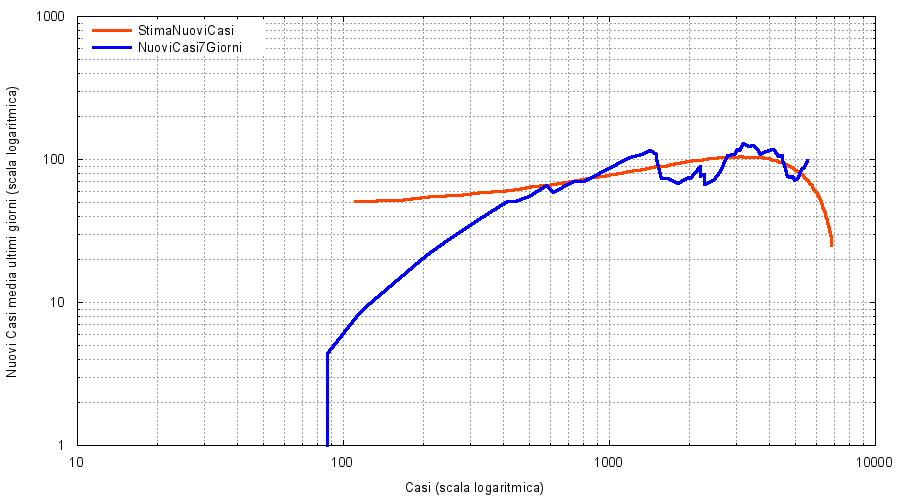 1000
StimaNuoviCasi
NuoviCasi7Giorni
100
10
1
Nuovi Casi media ultimi giorni (scala logaritmica)
10
100
1000
10000
Casi (scala logaritmica)